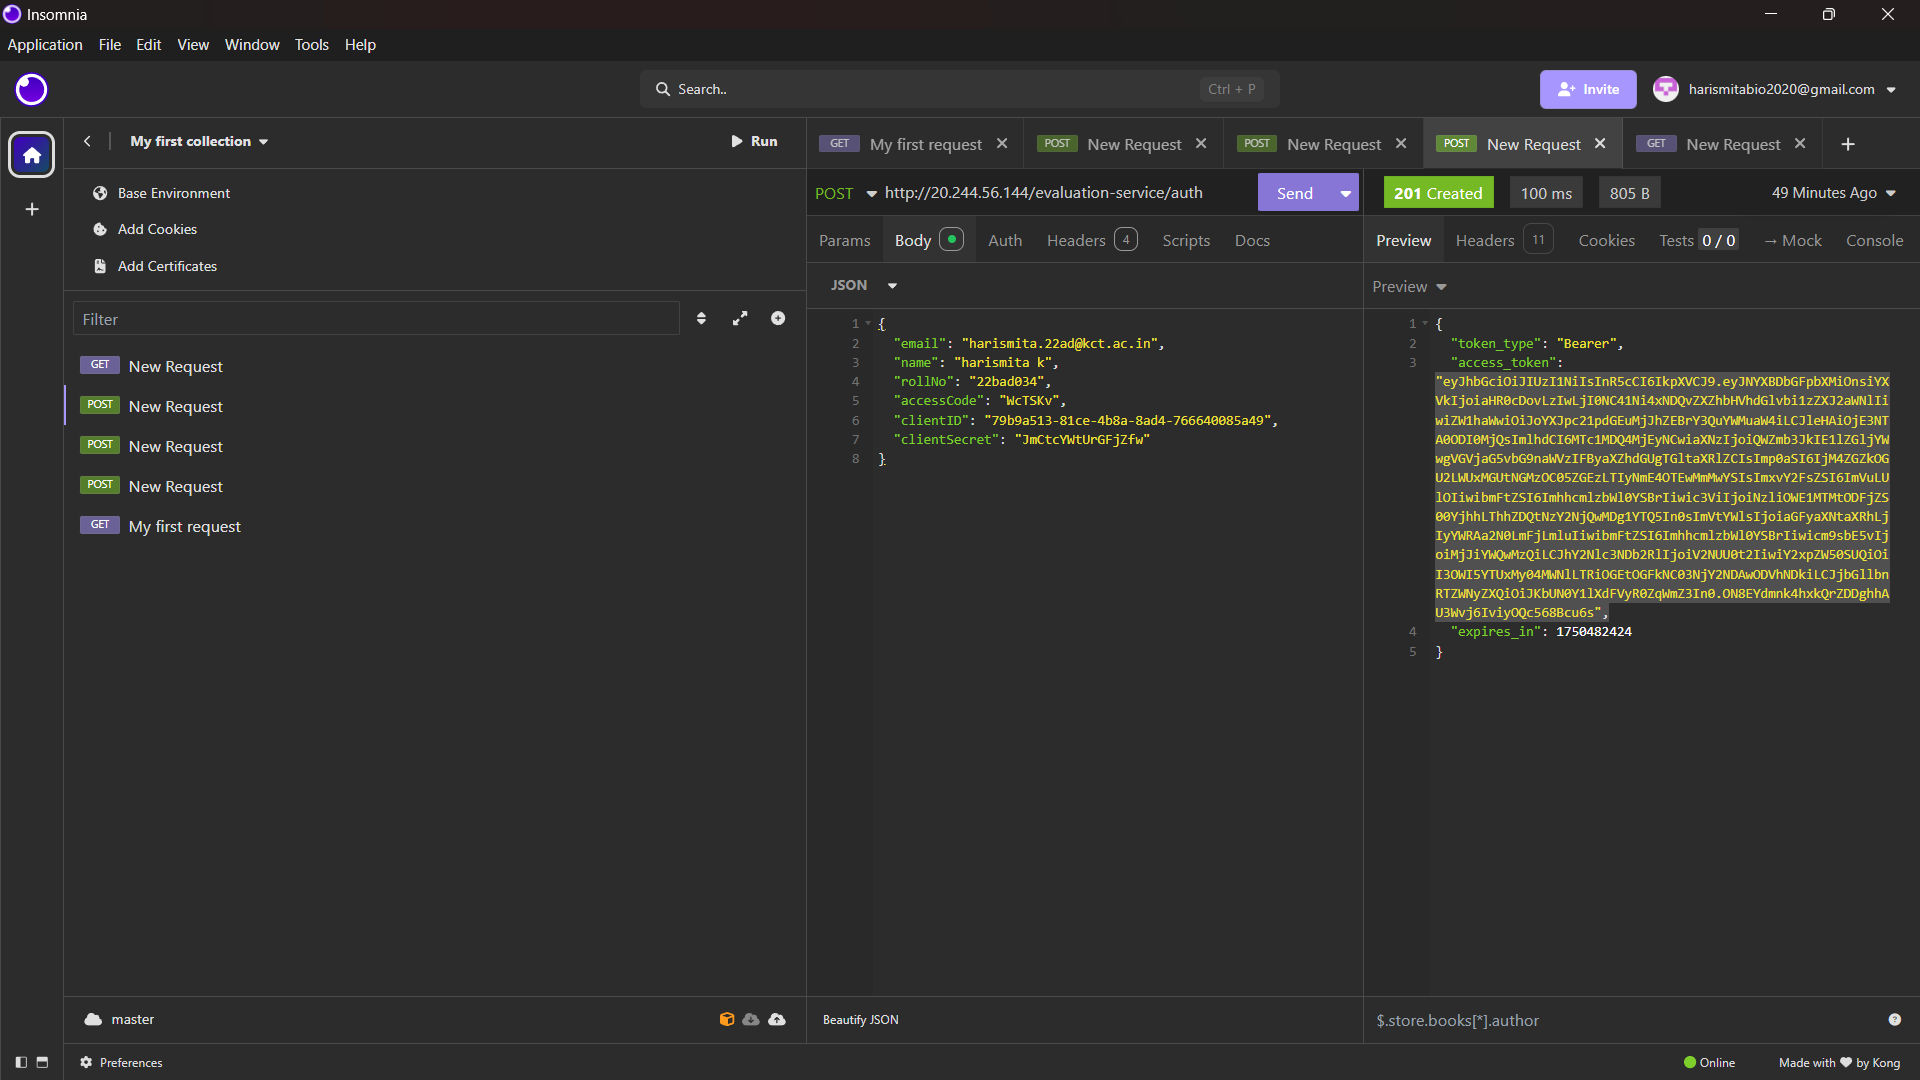 Insomnia
Application File Edit View Window Tools Help
Search.. Ctrl + P
Invite
harismitabio2020@gmail.com
My first collection
Run
Base Environment
Add Cookies
Add Certificates
Filter
GET New Request
POST New Request
POST New Request
POST New Request
GET My first request
master
Preferences
GET My first request
POST New Request
POST New Request
POST New Request
GET New Request
POST http://20.244.56.144/evaluation-service/auth
Send
Params Body Auth Headers 4 Scripts Docs
JSON
1 {
2 "email": "harismita.22ad@kct.ac.in",
3 "name": "harismita k",
4 "rollNo": "22bad034",
5 "accessCode": "WcTSKv",
6 "clientID": "79b9a513-81ce-4b8a-8ad4-766640085a49",
7 "clientSecret": "JmCtcYWtUrGFjZfw"
8 }
Beautify JSON
201 Created 100 ms 805 B 49 Minutes Ago
Preview Headers 11 Cookies Tests 0 / 0 → Mock Console
Preview
1 {
2 "token_type": "Bearer",
3 "access_token":
4 "expires_in": 1750482424
5 }
$.store.books[*].author
Online
Made with ♥ by Kong